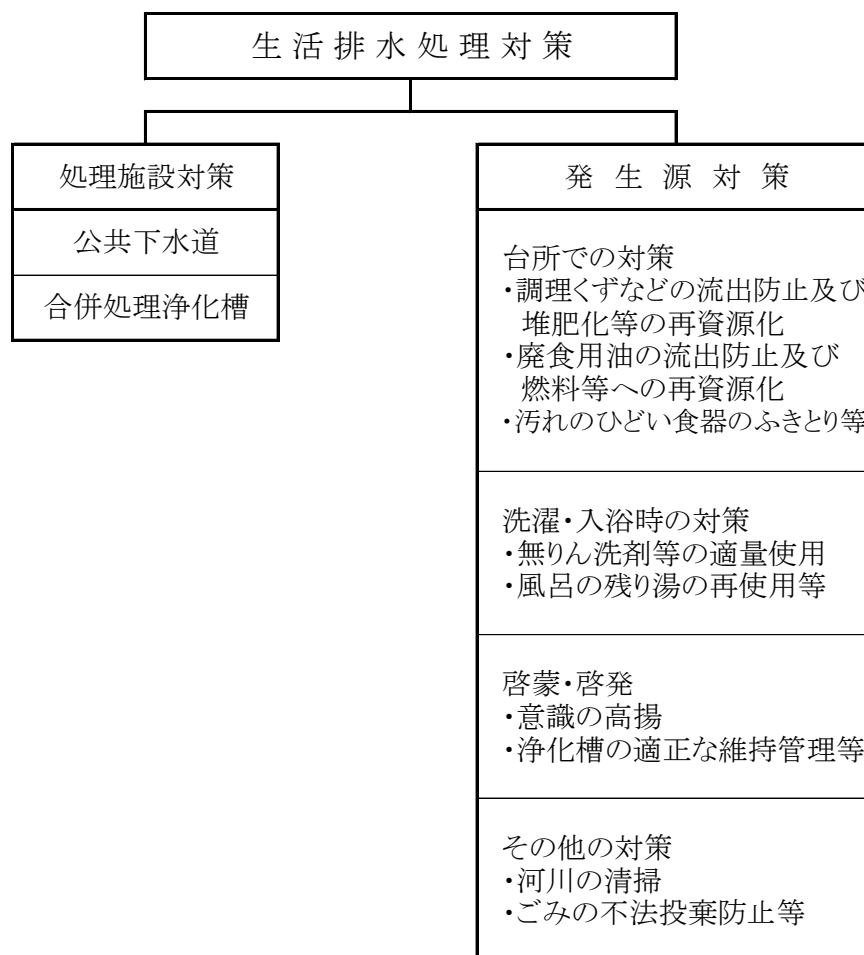 生活排水処理対策
処理施設対策
公共下水道
合併処理浄化槽
発生源対策
台所での対策
・調理くずなどの流出防止及び
堆肥化等の再資源化
・廃食用油の流出防止及び
燃料等への再資源化
・汚れのひどい食器のふきとり等
洗濯・入浴時の対策
・無りん洗剤等の適量使用
・風呂の残り湯の再使用等
啓蒙・啓発
・意識の高揚
・浄化槽の適正な維持管理等
その他の対策
・河川の清掃
・ごみの不法投棄防止等